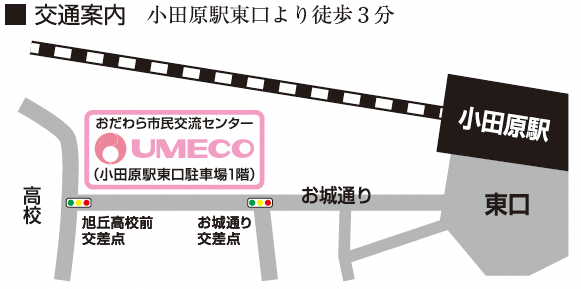 ■ 交通案内 小田原駅東口より徒歩3分
小田原駅
おだわら市民交流センター
UMECO
(小田原駅東口駐車場1階)
高校
お城通り
東口
旭丘高校前
交差点
お城通り
交差点